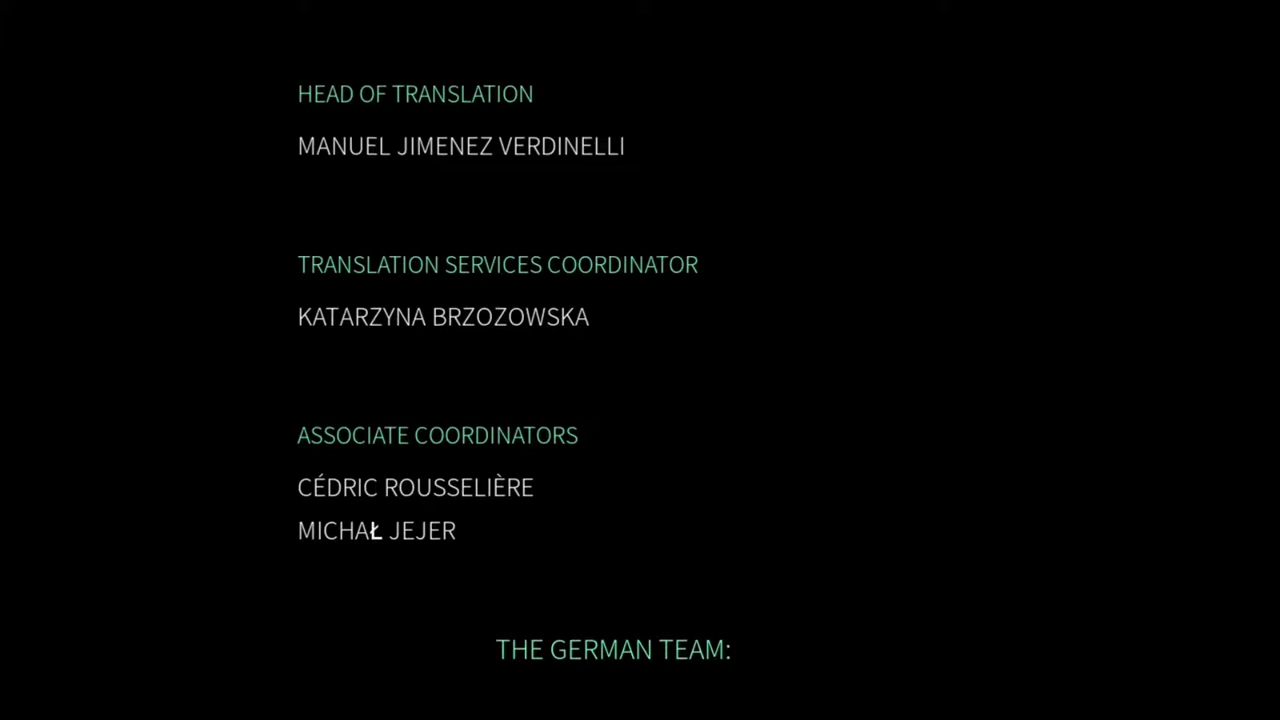 HEAD OF TRANSLATION
MANUEL JIMENEZ VERDINELLI
TRANSLATION SERVICES COORDINATOR
KATARZYNA BRZOZOWSKA
ASSOCIATE COORDINATORS
CÉDRIC ROUSSELIÈRE
MICHAŁ JEJER
THE GERMAN TEAM: